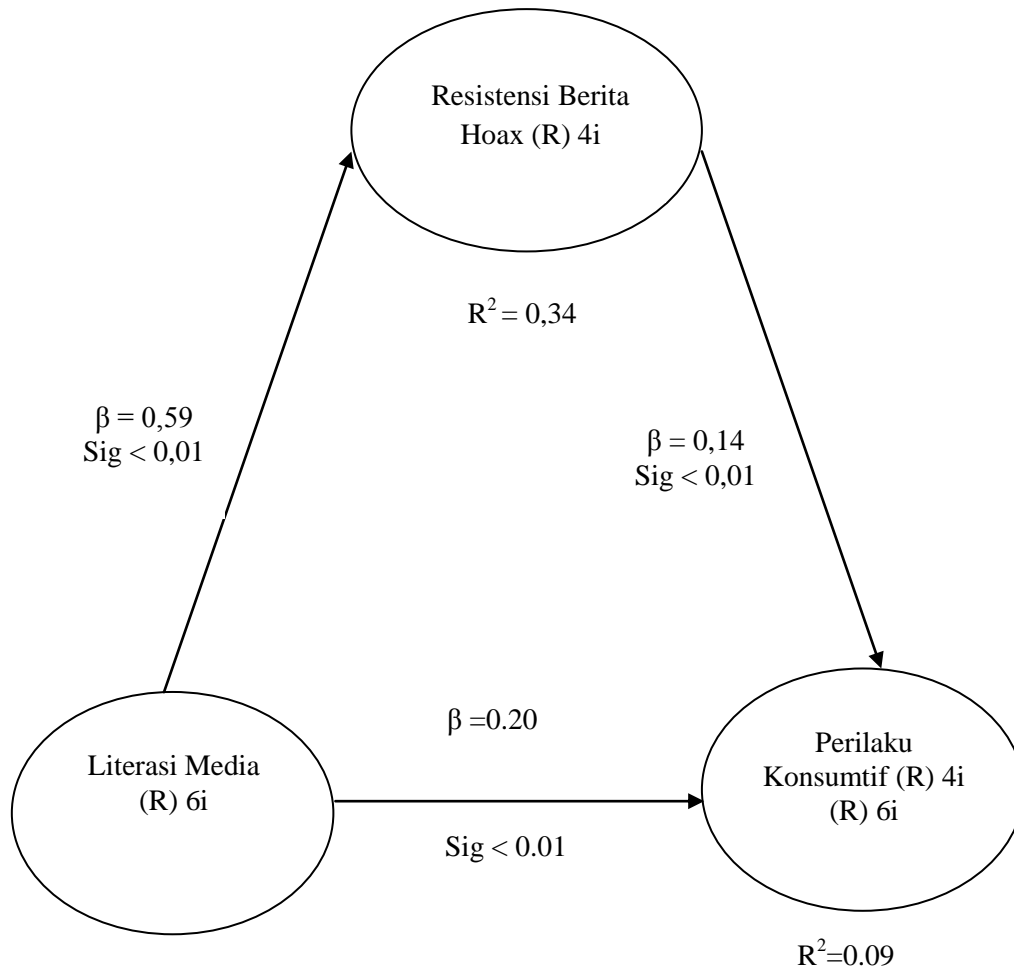 Resistensi Berita
Hoax (R) 4i
R² = 0,34
β = 0,59
Sig < 0,01
β = 0,14
Sig < 0,01
β =0.20
Literasi Media
(R) 6i
Perilaku
Konsumtif (R) 4i
(R) 6i
Sig < 0.01
R²=0.09